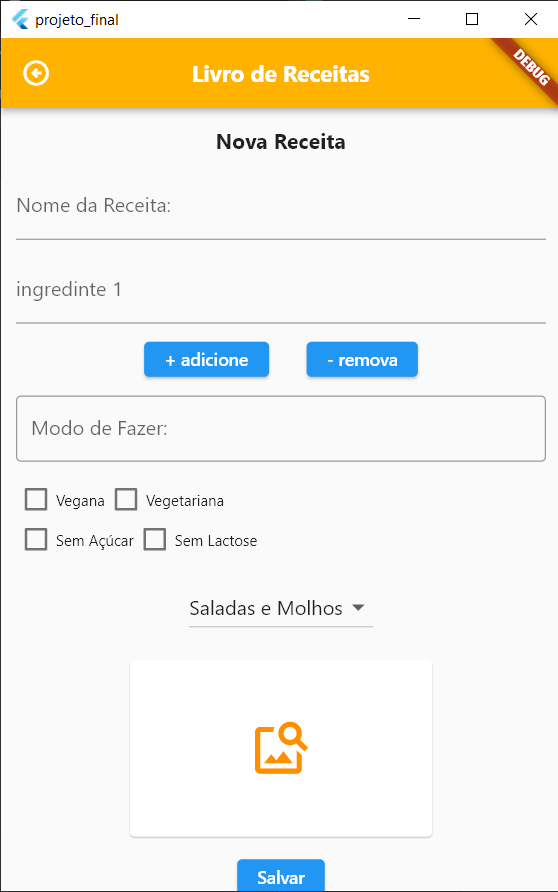 projeto_final
Livro de Receitas
DEBUG
Nova Receita
Nome da Receita:
ingredinte 1
+ adicione - remova
Modo de Fazer:
Vegana Vegetariana
Sem Açúcar Sem Lactose
Saladas e Molhos
Salvar